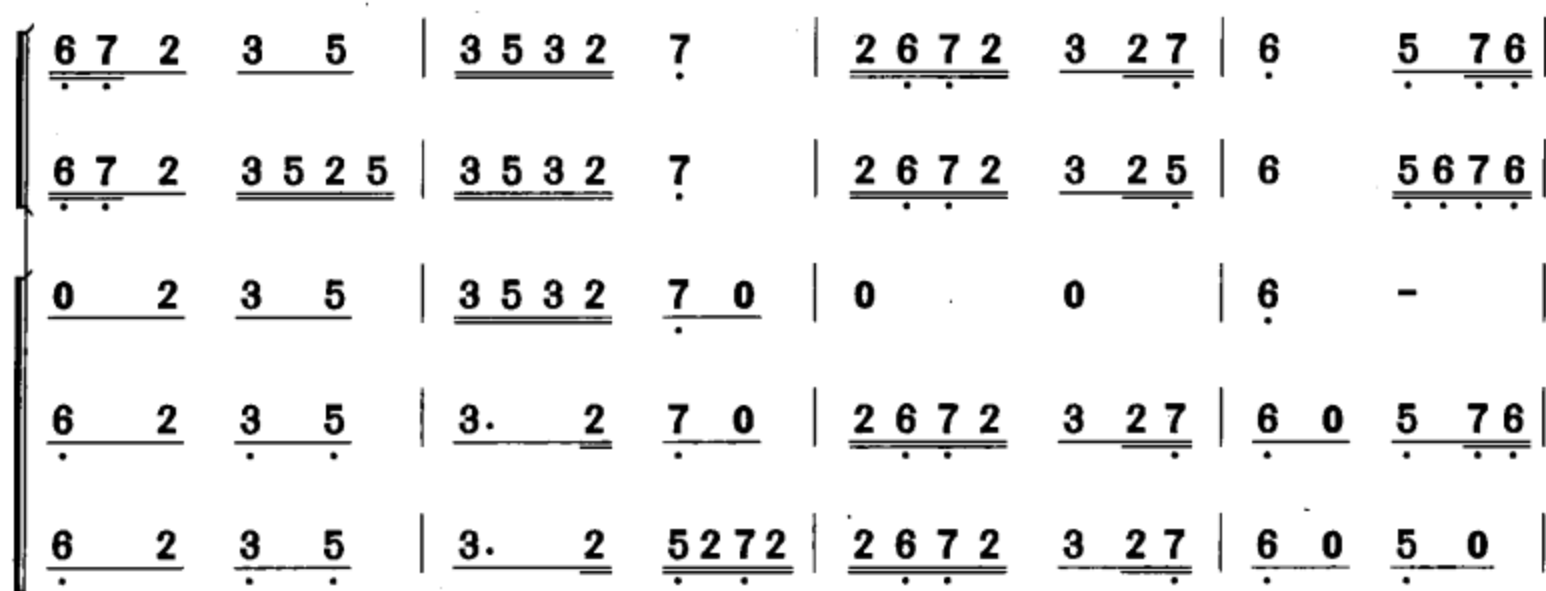 6 7 2 3 5 | 3 5 3 2 7 | 2 6 7 2 3 2 7 | 6 5 7 6 |
6 7 2 3 5 2 5 | 3 5 3 2 7 | 2 6 7 2 3 2 5 | 6 5 6 7 6 |
0 2 3 5 | 3 5 3 2 7 0 | 0 0 | 6 - |
6 2 3 5 | 3. 2 7 0 | 2 6 7 2 3 2 7 | 6 0 5 7 6 |
6 2 3 5 | 3. 2 5 2 7 2 | 2 6 7 2 3 2 7 | 6 0 5 0 |